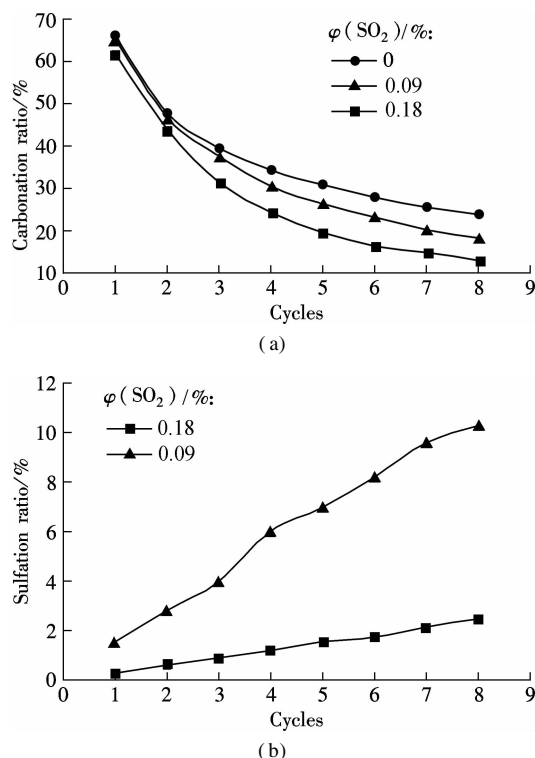 70
60
50
40
30
20
10
Carbonation ratio/%
φ(SO₂)/%:
0
0.09
0.18
0 1 2 3 4 5 6 7 8 9
Cycles
(a)
12
10
8
6
4
2
0
Sulfation ratio/%
φ(SO₂)/%:
0.18
0.09
0 1 2 3 4 5 6 7 8 9
Cycles
(b)